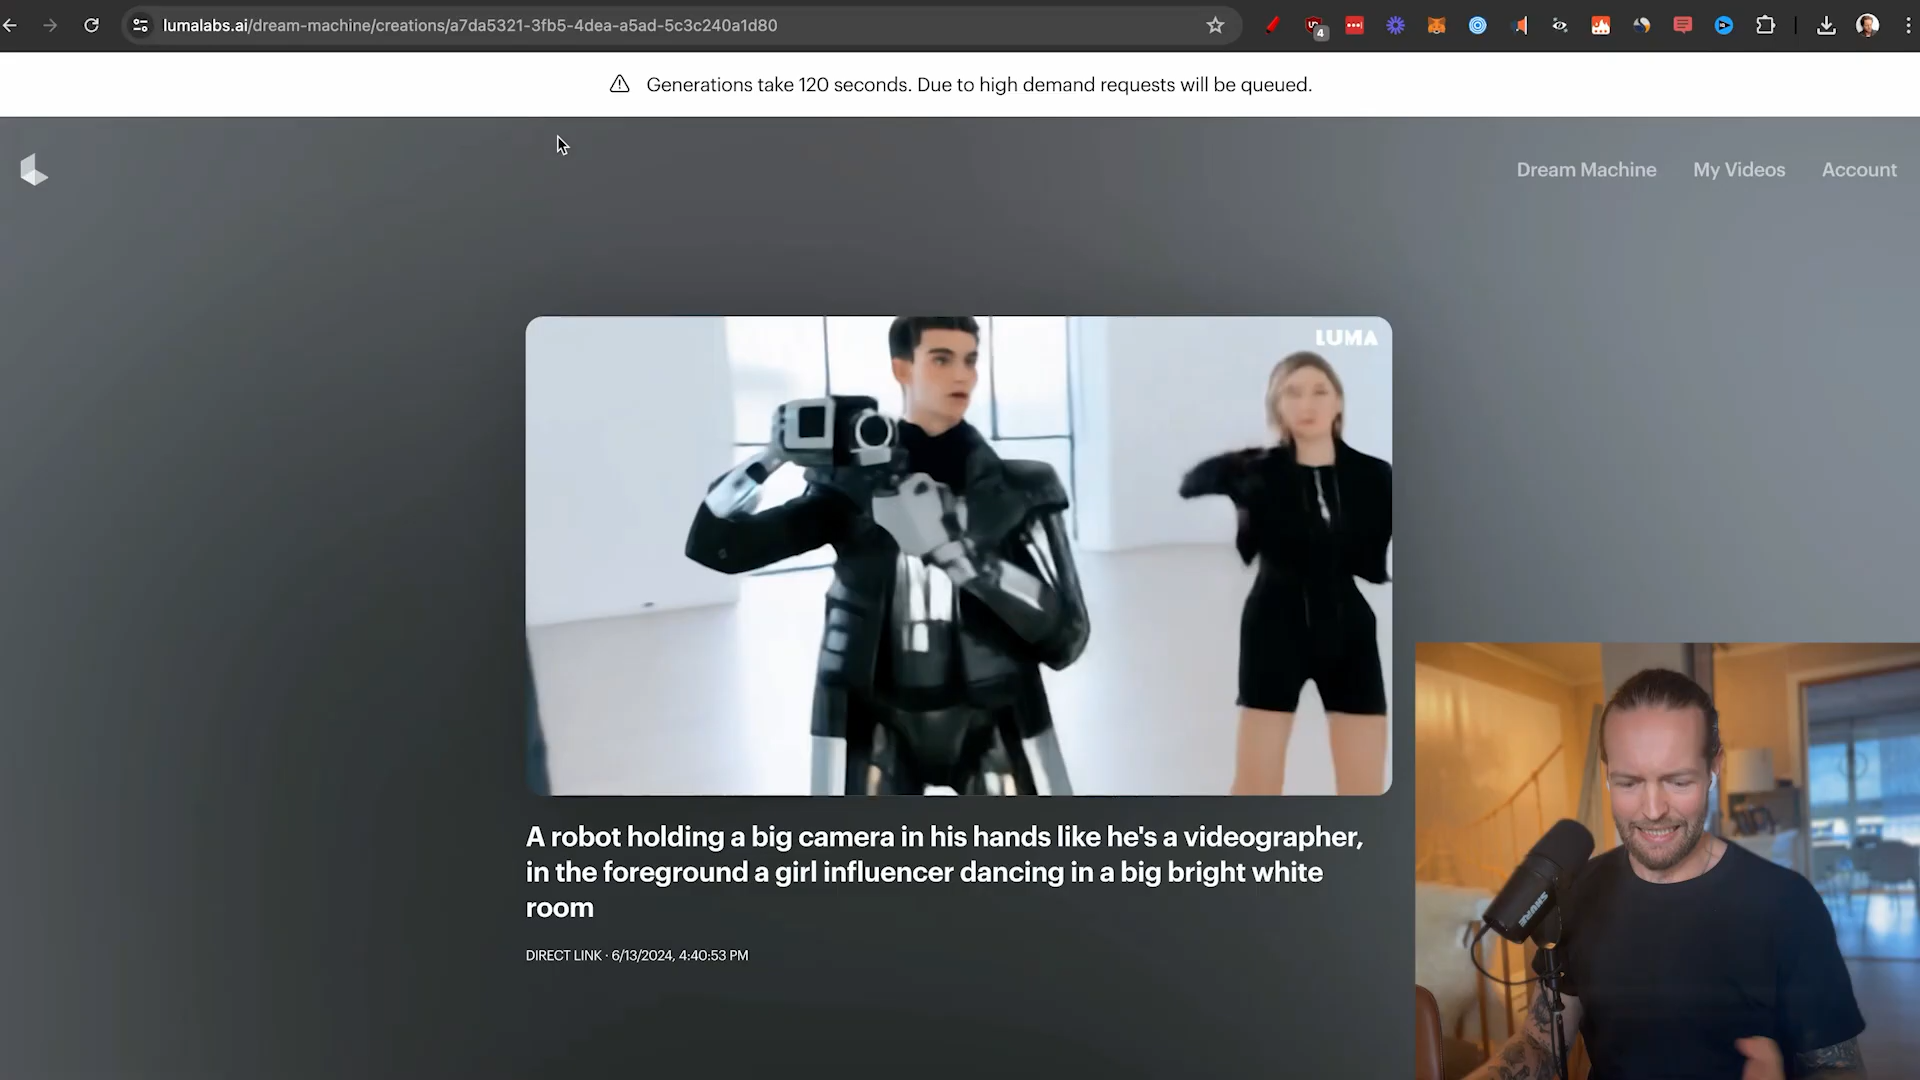 lumalabs.ai/dream-machine/creations/a7da5321-3fb5-4dea-a5ad-5c3c240a1d80
4
Generations take 120 seconds. Due to high demand requests will be queued.
Dream Machine
My Videos
Account
LUMA
A robot holding a big camera in his hands like he's a videographer,
in the foreground a girl influencer dancing in a big bright white
room
DIRECT LINK · 6/13/2024, 4:40:53 PM
SHURE